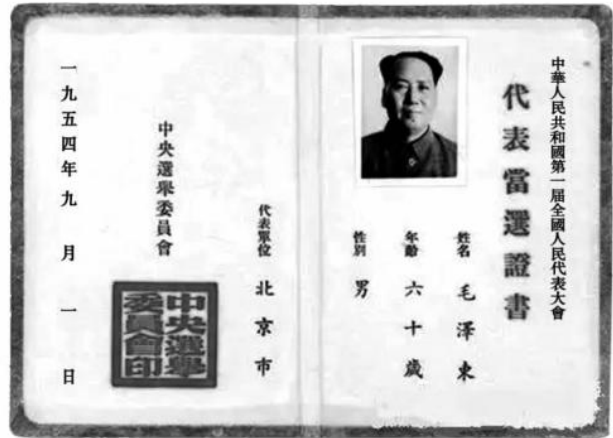 中華人民共和國第一屆全國人民代表大會
代表當選證書
姓名 毛澤東
年齡 六十歲
性別 男
代表單位 北京市
中央選舉委員會
中央選舉
委員會印
一九五四年九月一日